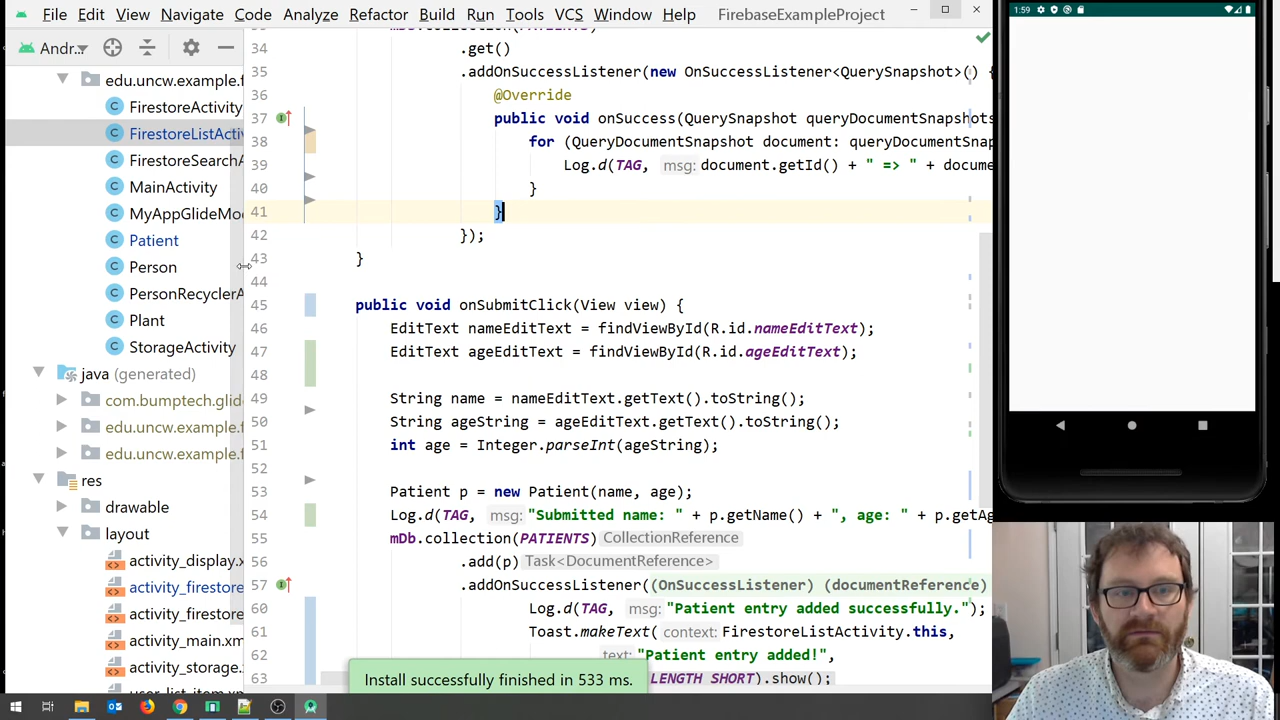 File Edit View Navigate Code Analyze Refactor Build Run Tools VCS Window Help FirebaseExampleProject
1:59
Andr...
edu.uncw.example.f
FirestoreActivity
FirestoreListActiv
FirestoreSearchA
MainActivity
MyAppGlideMo
Patient
Person
PersonRecyclerA
Plant
StorageActivity
java (generated)
com.bumptech.glid
edu.uncw.example.f
edu.uncw.example.f
res
drawable
layout
activity_display.x
activity_firestore
activity_firestore
activity_main.xm
activity_storage.
34 .get()
35 .addOnSuccessListener(new OnSuccessListener<QuerySnapshot>() {
36 @Override
37 public void onSuccess(QuerySnapshot queryDocumentSnapshots
38 for (QueryDocumentSnapshot document: queryDocumentSnap
39 Log.d(TAG, msg: document.getId() + " => " + docume
40 }
41 }
42 });
43 }
44
45 public void onSubmitClick(View view) {
46 EditText nameEditText = findViewById(R.id.nameEditText);
47 EditText ageEditText = findViewById(R.id.ageEditText);
48
49 String name = nameEditText.getText().toString();
50 String ageString = ageEditText.getText().toString();
51 int age = Integer.parseInt(ageString);
52
53 Patient p = new Patient(name, age);
54 Log.d(TAG, msg: "Submitted name: " + p.getName() + ", age: " + p.getAg
55 mDb.collection(PATIENTS) CollectionReference
56 .add(p) Task<DocumentReference>
57 .addOnSuccessListener((OnSuccessListener) (documentReference)
60 Log.d(TAG, msg: "Patient entry added successfully.");
61 Toast.makeText( context: FirestoreListActivity.this,
62 text: "Patient entry added!",
63 LENGTH_SHORT).show();
Install successfully finished in 533 ms.